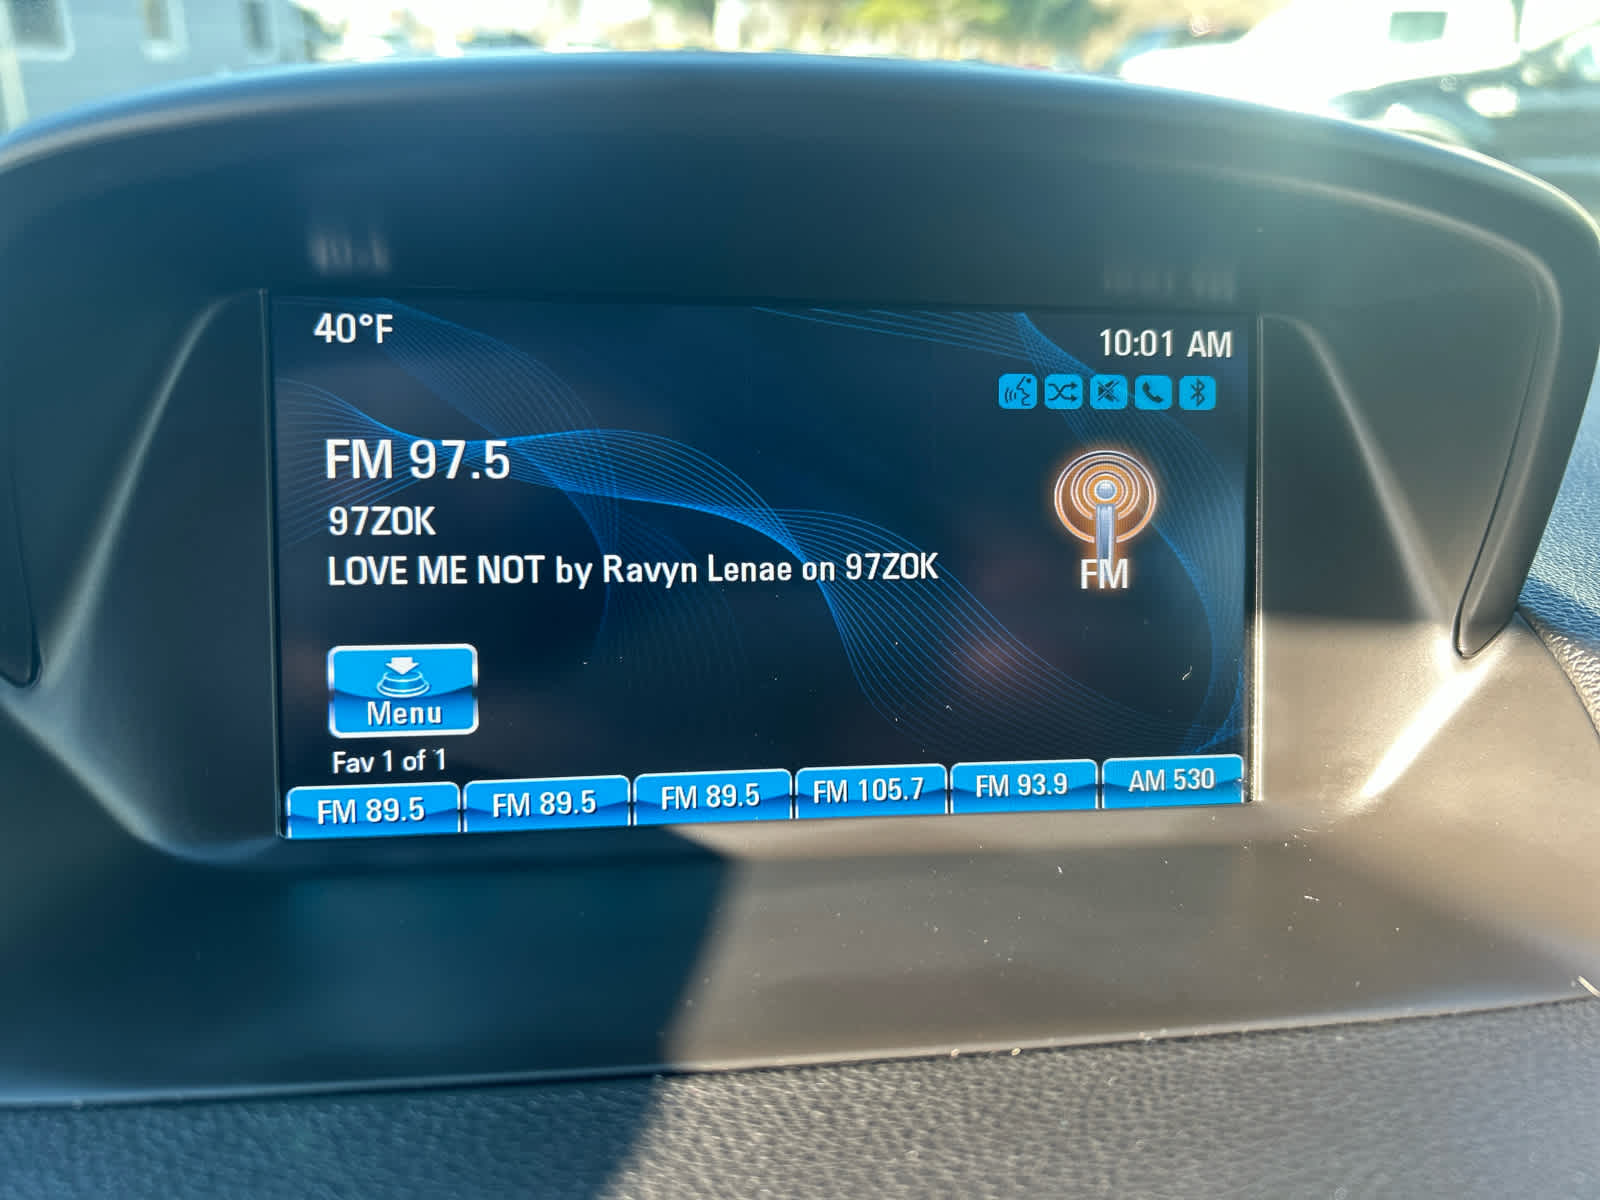 40°F
10:01 AM
FM 97.5
97ZOK
LOVE ME NOT by Ravyn Lenae on 97ZOK
FM
Menu
Fav 1 of 1
FM 89.5
FM 89.5
FM 89.5
FM 105.7
FM 93.9
AM 530